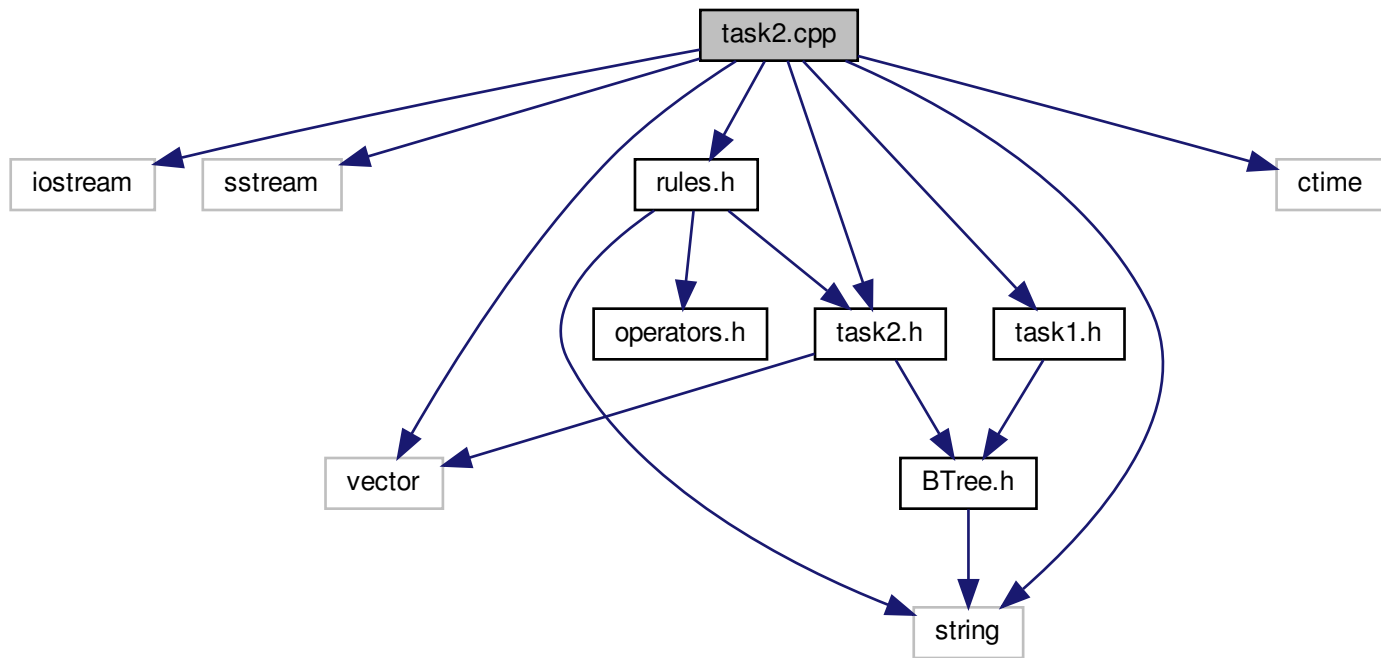 task2.cpp
iostream
sstream
rules.h
ctime
operators.h
task2.h
task1.h
vector
BTree.h
string